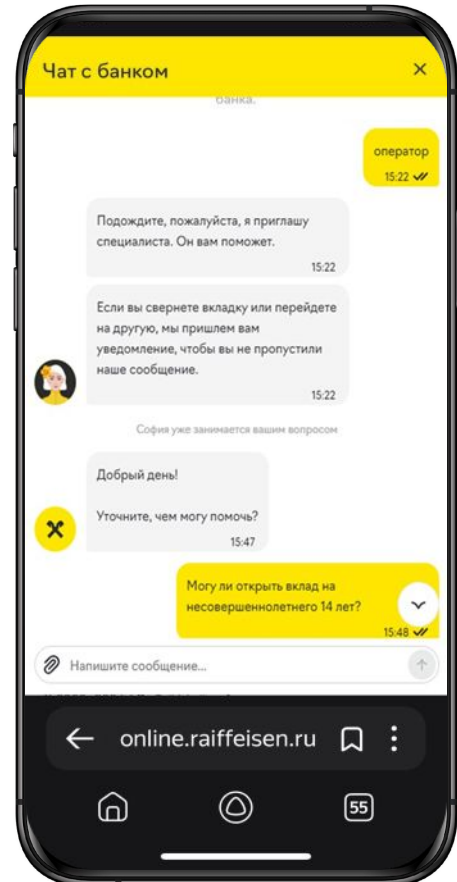 Чат с банком
банка.
оператор
15:22
Подождите, пожалуйста, я приглашу
специалиста. Он вам поможет.
15:22
Если вы свернете вкладку или перейдете
на другую, мы пришлем вам
уведомление, чтобы вы не пропустили
наше сообщение.
15:22
София уже занимается вашим вопросом
Добрый день!
Уточните, чем могу помочь?
15:47
Могу ли открыть вклад на
несовершеннолетнего 14 лет?
15:48
Напишите сообщение...
online.raiffeisen.ru
55